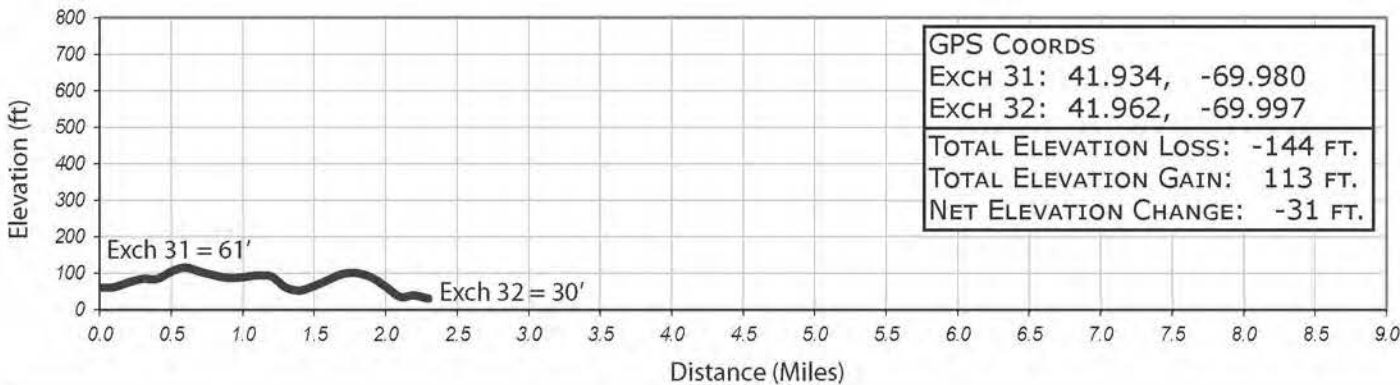 800
700
600
500
400
300
200
100
0
Elevation (ft)
Exch 31 = 61'
Exch 32 = 30'
GPS COORDS
EXCH 31: 41.934, -69.980
EXCH 32: 41.962, -69.997
TOTAL ELEVATION LOSS: -144 FT.
TOTAL ELEVATION GAIN: 113 FT.
NET ELEVATION CHANGE: -31 FT.
0.0 0.5 1.0 1.5 2.0 2.5 3.0 3.5 4.0 4.5 5.0 5.5 6.0 6.5 7.0 7.5 8.0 8.5 9.0
Distance (Miles)